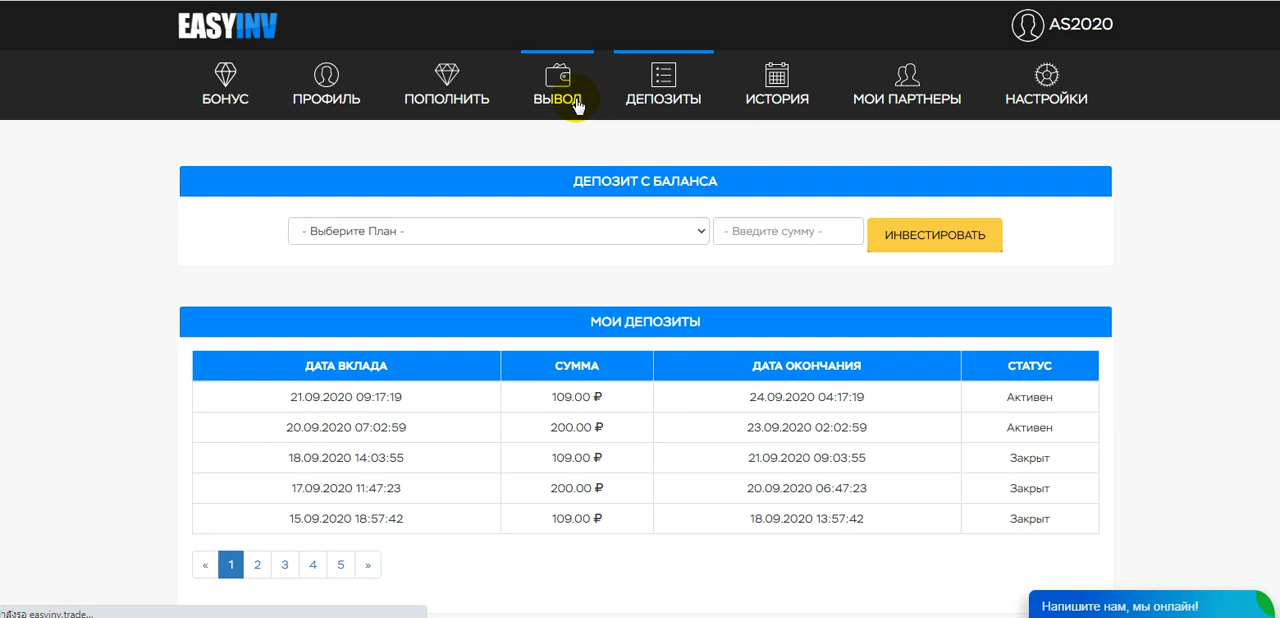 EASYINV
AS2020
БОНУС ПРОФИЛЬ ПОПОЛНИТЬ ВЫВОД ДЕПОЗИТЫ ИСТОРИЯ МОИ ПАРТНЕРЫ НАСТРОЙКИ
ДЕПОЗИТ С БАЛАНСА
- Выберите План - - Введите сумму - ИНВЕСТИРОВАТЬ
МОИ ДЕПОЗИТЫ
ДАТА ВКЛАДА СУММА ДАТА ОКОНЧАНИЯ СТАТУС
21.09.2020 09:17:19 109.00 ₽ 24.09.2020 04:17:19 Активен
20.09.2020 07:02:59 200.00 ₽ 23.09.2020 02:02:59 Активен
18.09.2020 14:03:55 109.00 ₽ 21.09.2020 09:03:55 Закрыт
17.09.2020 11:47:23 200.00 ₽ 20.09.2020 06:47:23 Закрыт
15.09.2020 18:57:42 109.00 ₽ 18.09.2020 13:57:42 Закрыт
« 1 2 3 4 5 »
Напишите нам, мы онлайн!
easyinv.trade...